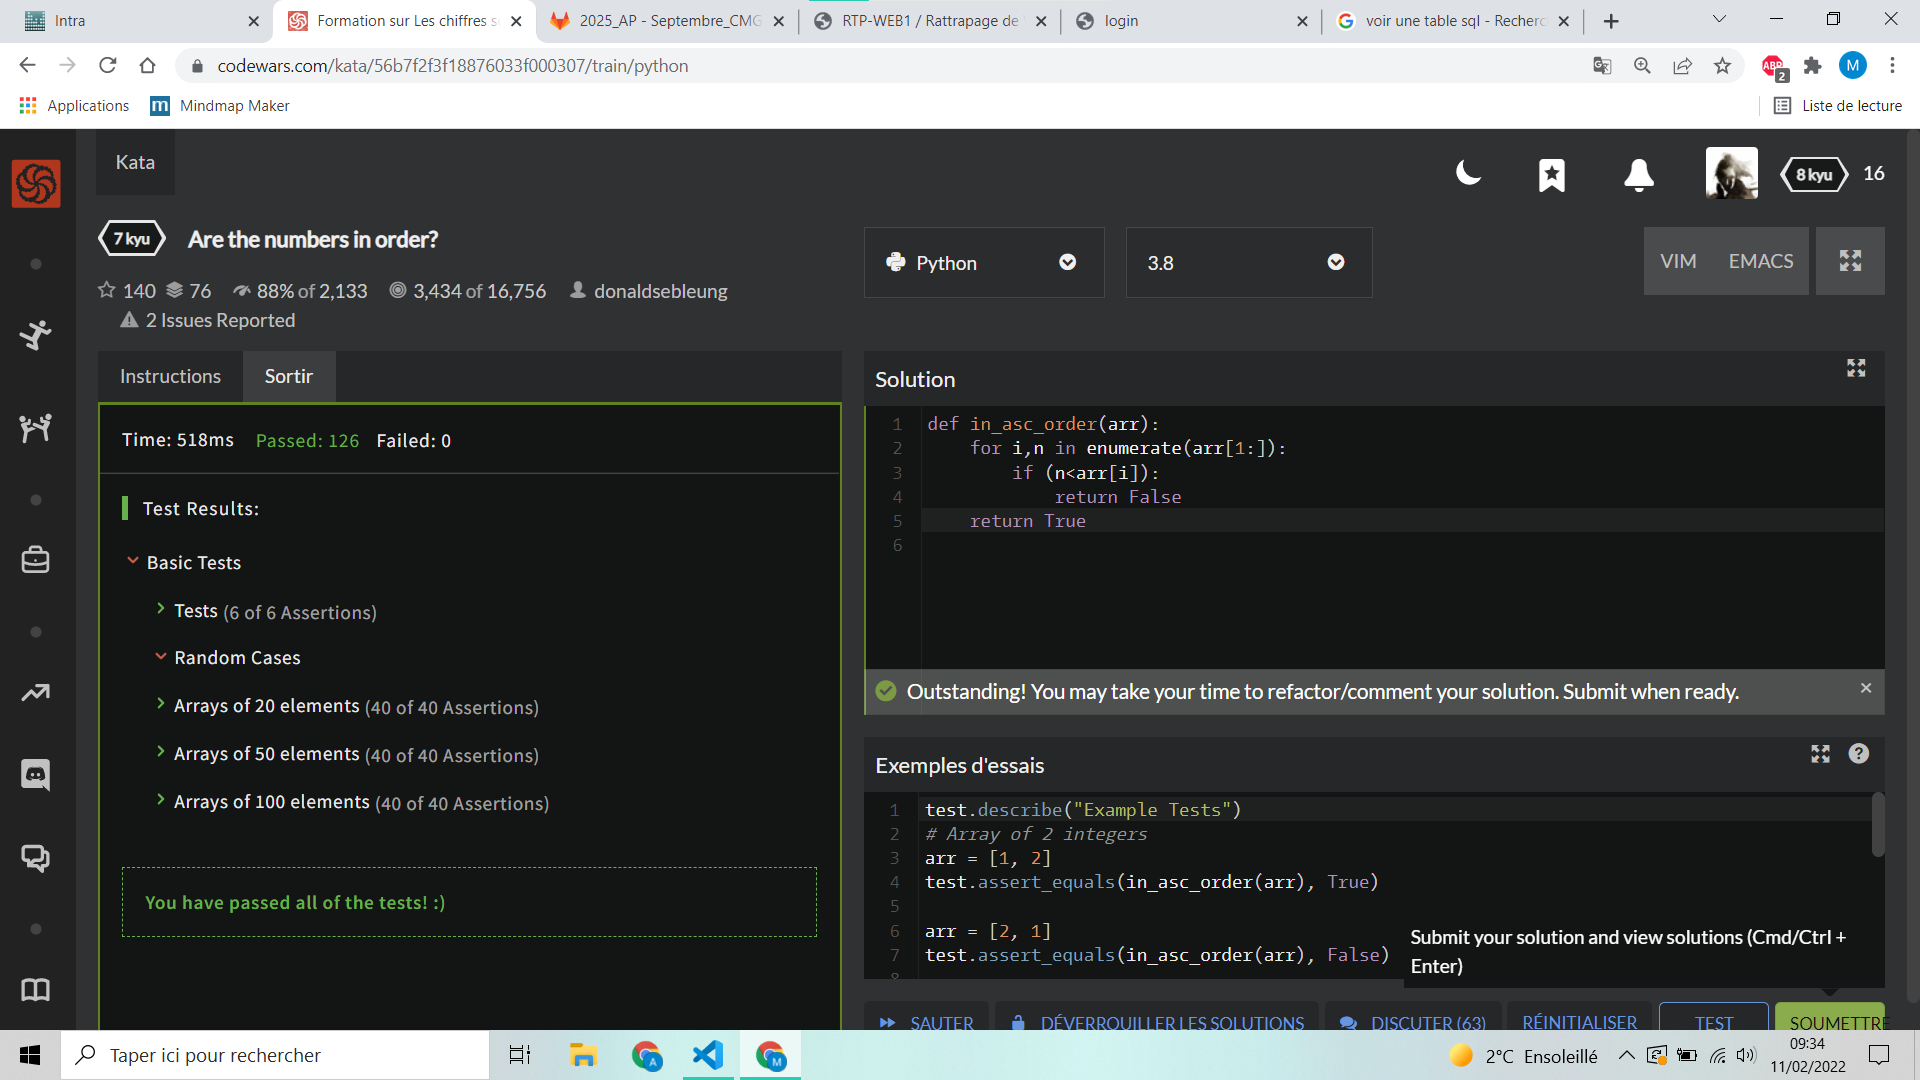 Intra
Formation sur Les chiffres s
2025_AP - Septembre_CMG
RTP-WEB1 / Rattrapage de
login
voir une table sql - Recherc
codewars.com/kata/56b7f2f3f18876033f000307/train/python
ABP
2
M
Applications
m
Mindmap Maker
Liste de lecture
Kata
8 kyu
16
7 kyu
Are the numbers in order?
140
76
88% of 2,133
3,434 of 16,756
donaldsebleung
2 Issues Reported
Python
3.8
VIM
EMACS
Instructions
Sortir
Time: 518ms
Passed: 126
Failed: 0
Test Results:
Basic Tests
Tests (6 of 6 Assertions)
Random Cases
Arrays of 20 elements (40 of 40 Assertions)
Arrays of 50 elements (40 of 40 Assertions)
Arrays of 100 elements (40 of 40 Assertions)
You have passed all of the tests! :)
Solution
1 def in_asc_order(arr):
2 for i,n in enumerate(arr[1:]):
3 if (n<arr[i]):
4 return False
5 return True
6
Outstanding! You may take your time to refactor/comment your solution. Submit when ready.
Exemples d'essais
1 test.describe("Example Tests")
2 # Array of 2 integers
3 arr = [1, 2]
4 test.assert_equals(in_asc_order(arr), True)
5
6 arr = [2, 1]
7 test.assert_equals(in_asc_order(arr), False)
8
Submit your solution and view solutions (Cmd/Ctrl +
Enter)
SAUTER
DÉVERROUILLER LES SOLUTIONS
DISCUTER (63)
RÉINITIALISER
TEST
SOUMETTRE
Taper ici pour rechercher
A
M
2°C Ensoleillé
09:34
11/02/2022